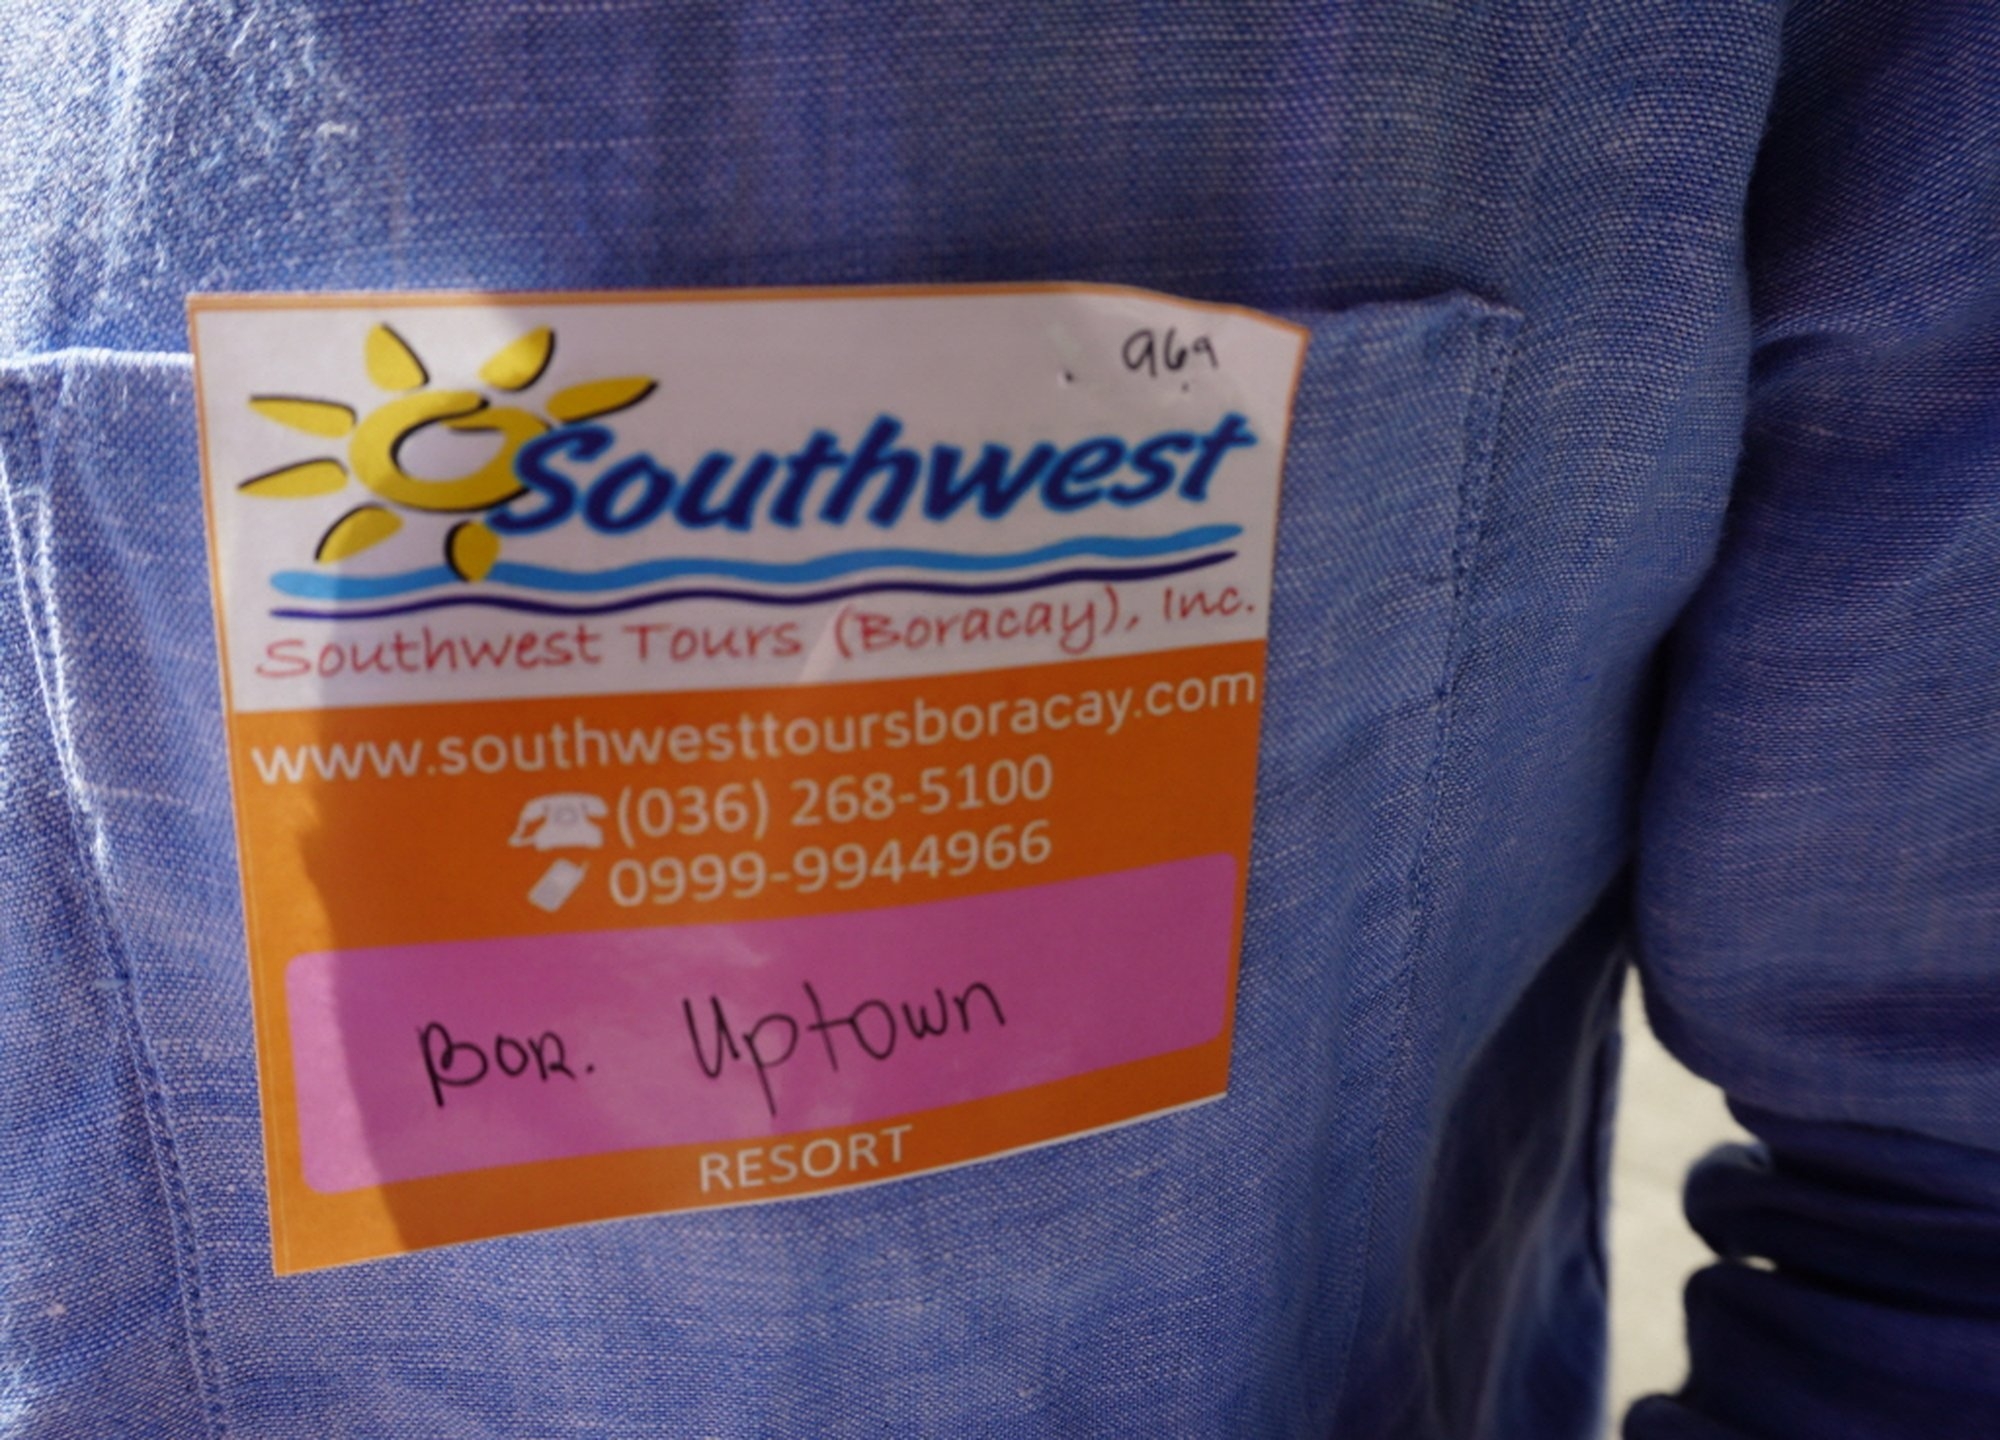 969
Southwest
Southwest Tours (Boracay), Inc.
www.southwesttoursboracay.com
(036) 268-5100
0999-9944966
Bor. Uptown
RESORT